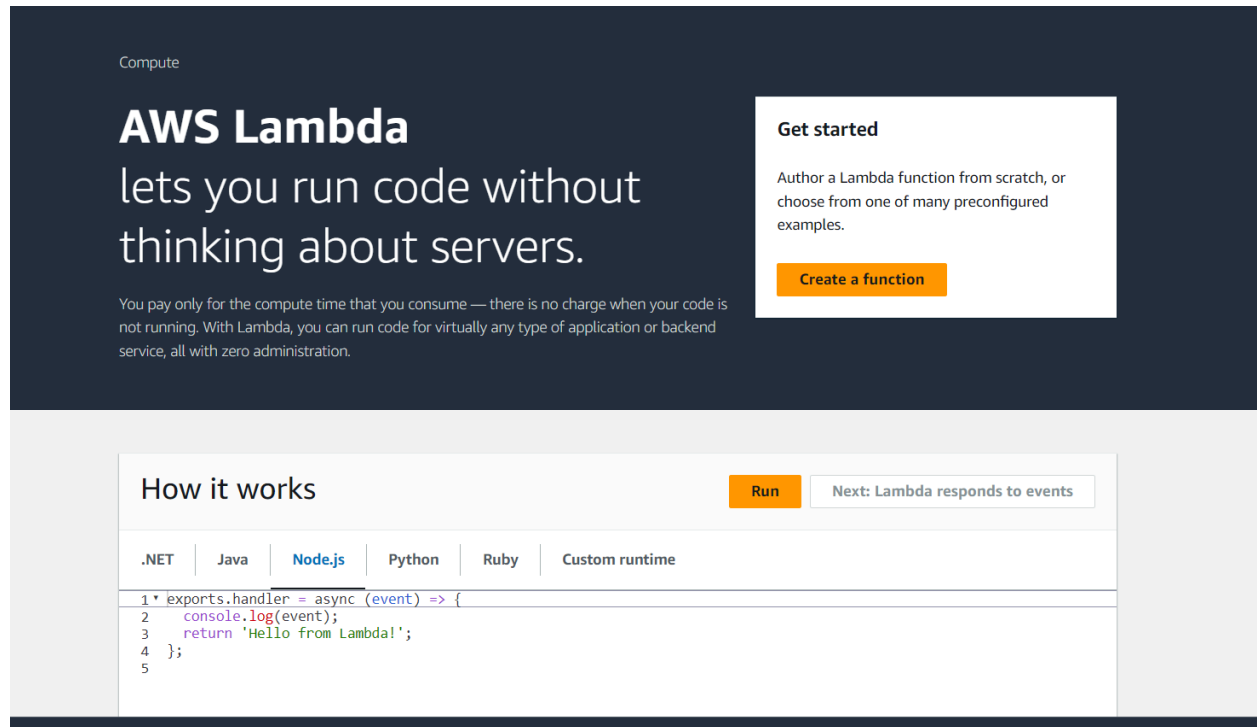 Compute
AWS Lambda
lets you run code without
thinking about servers.
You pay only for the compute time that you consume — there is no charge when your code is
not running. With Lambda, you can run code for virtually any type of application or backend
service, all with zero administration.
Get started
Author a Lambda function from scratch, or
choose from one of many preconfigured
examples.
Create a function
How it works
Run
Next: Lambda responds to events
.NET
Java
Node.js
Python
Ruby
Custom runtime
1 exports.handler = async (event) => {
2 console.log(event);
3 return 'Hello from Lambda!';
4 };
5